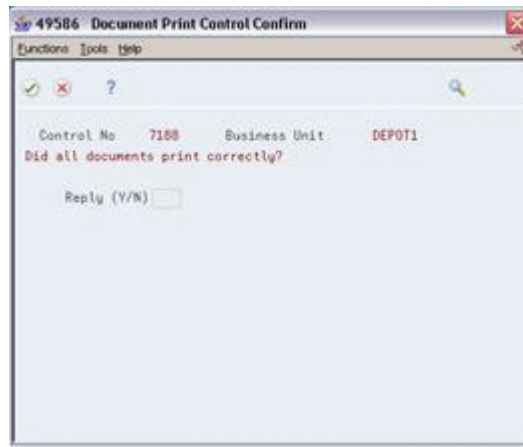 49586 Document Print Control Confirm
Functions Tools Help
?
Control No 7188 Business Unit DEPOT1
Did all documents print correctly?
Reply (Y/N)